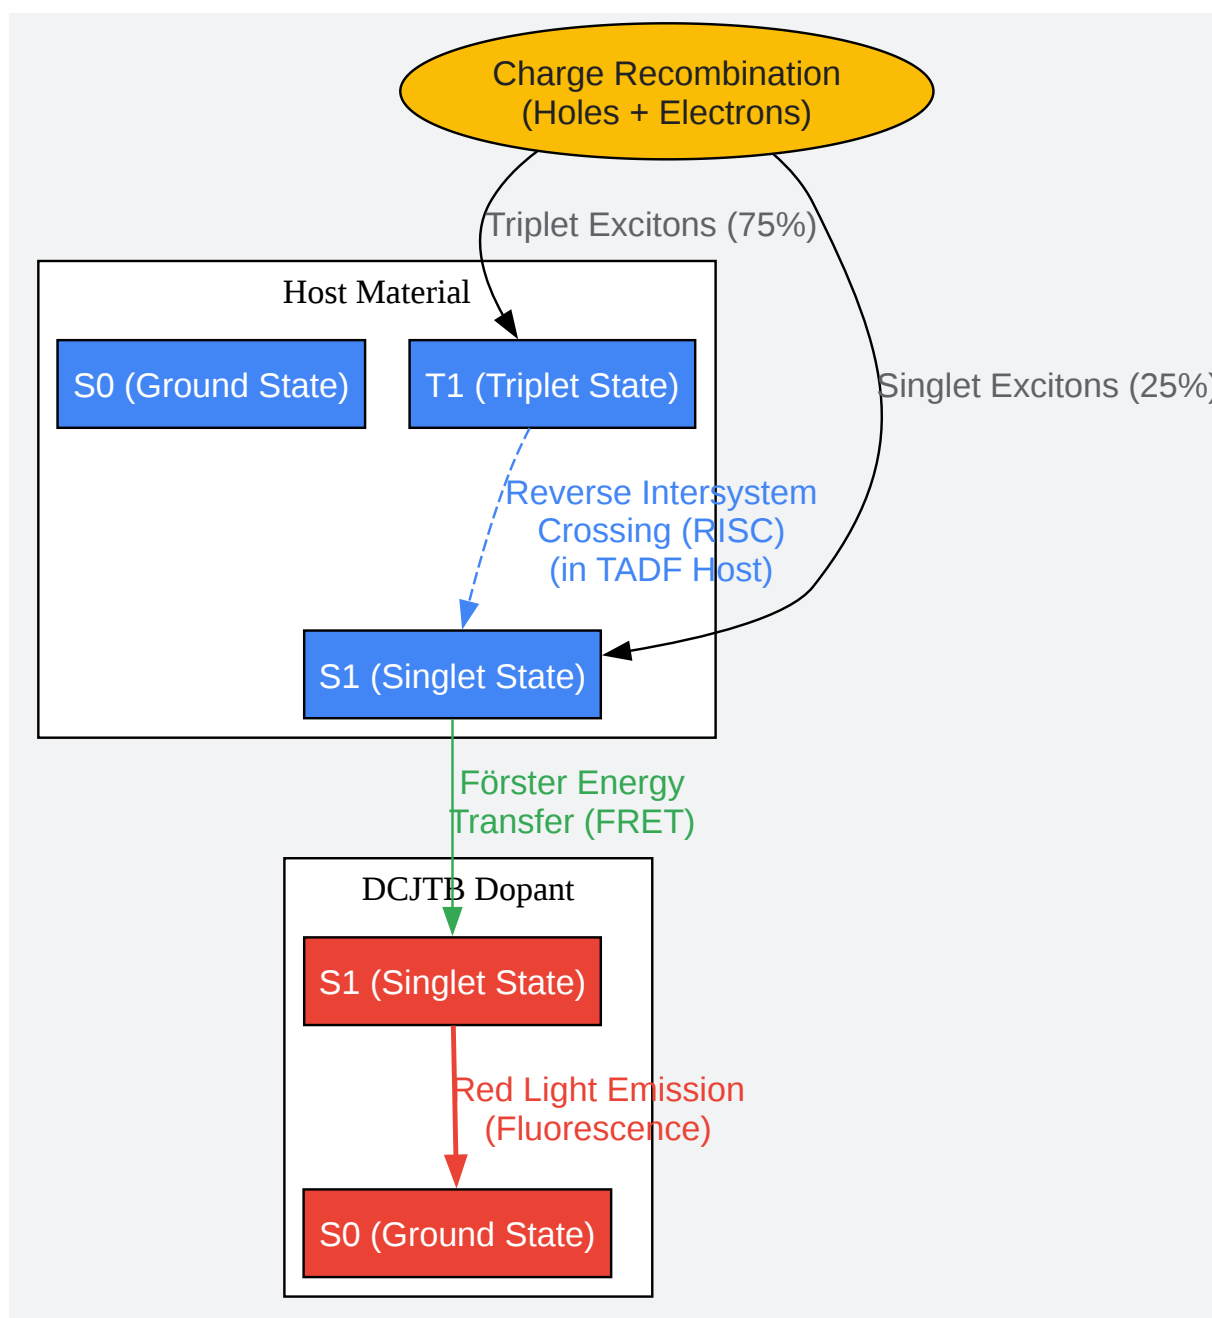 Charge Recombination
(Holes + Electrons)
Triplet Excitons (75%)
Host Material
S0 (Ground State)
T1 (Triplet State)
Singlet Excitons (25%)
Reverse Intersystem
Crossing (RISC)
(in TADF Host)
S1 (Singlet State)
Förster Energy
Transfer (FRET)
DCJTB Dopant
S1 (Singlet State)
Red Light Emission
(Fluorescence)
S0 (Ground State)